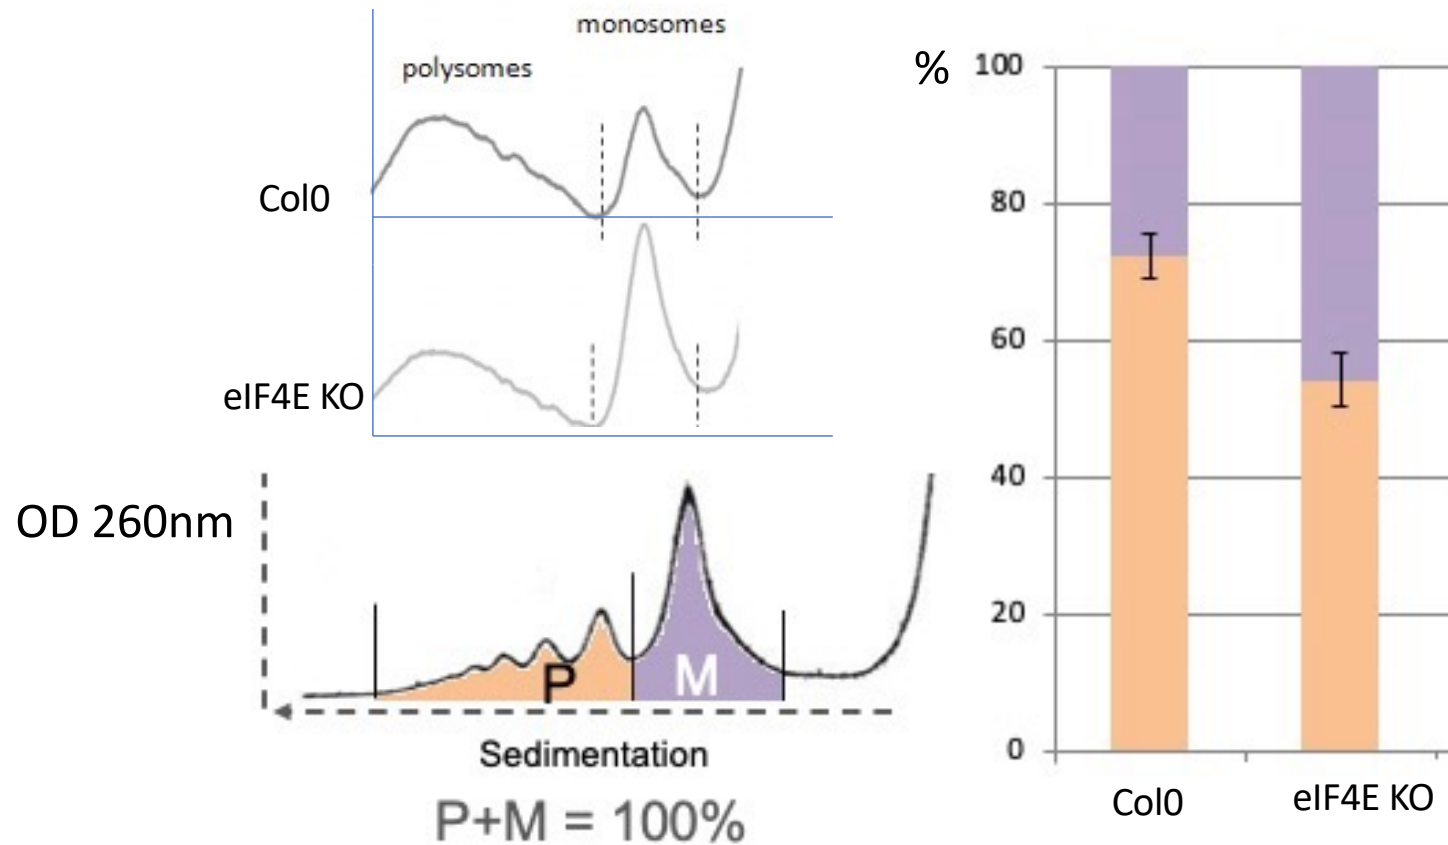 monosomes
polysomes
Col0
eIF4E KO
OD 260nm
P
M
Sedimentation
P+M = 100%
% 100
80
60
40
20
0
Col0
eIF4E KO